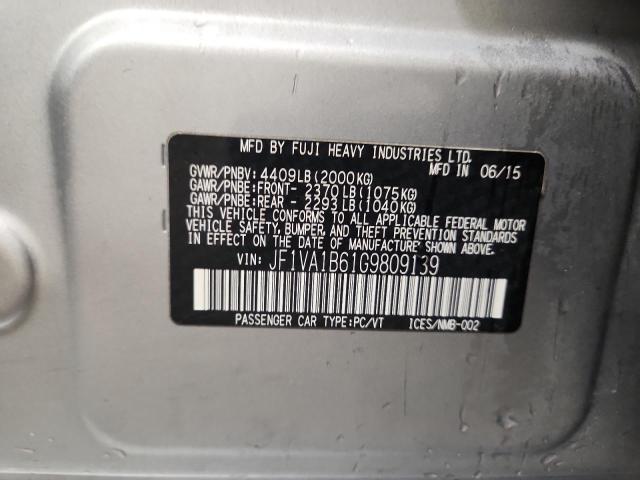 MFD BY FUJI HEAVY INDUSTRIES LTD.
GVWR/PNBV: 4409LB(2000KG) MFD IN 06/15
GAWR/PNBE:FRONT- 2370LB(1075KG)
GAWR/PNBE:REAR - 2293LB(1040KG)
THIS VEHICLE CONFORMS TO ALL APPLICABLE FEDERAL MOTOR
VEHICLE SAFETY, BUMPER, AND THEFT PREVENTION STANDARDS
IN EFFECT ON THE DATE OF MANUFACTURE SHOWN ABOVE.
VIN: JF1VA1B61G9809139
PASSENGER CAR TYPE:PC/VT ICES/NMB-002